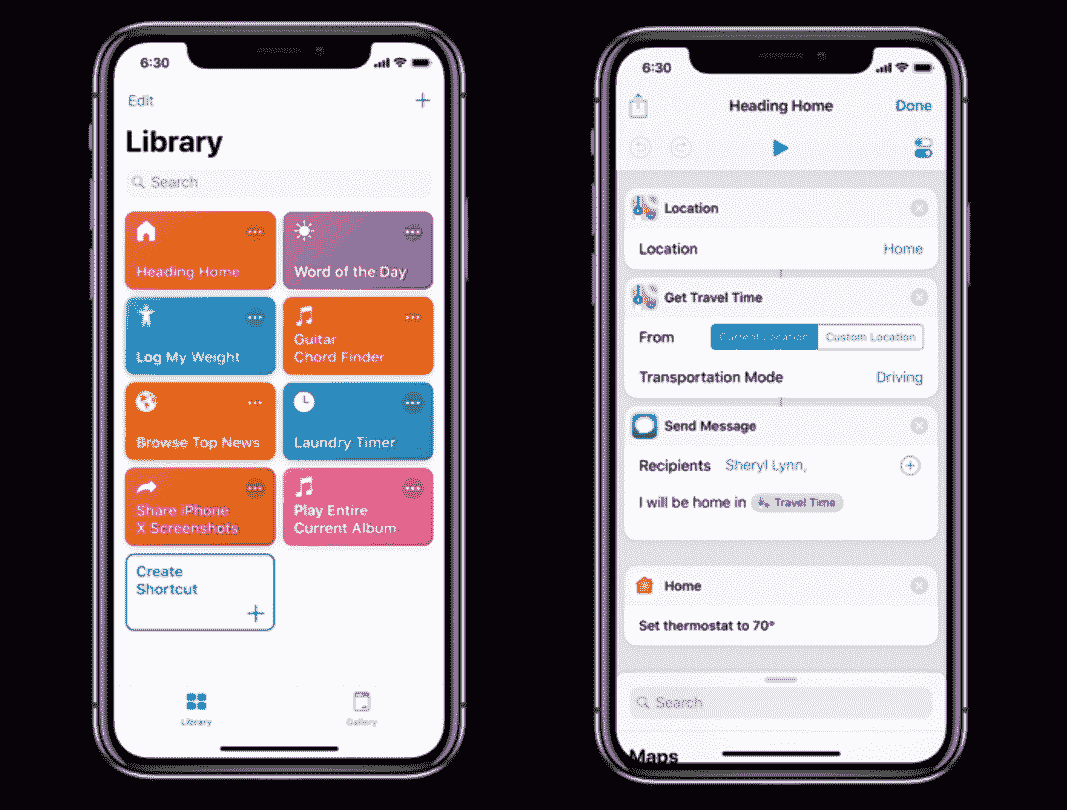 6:30
Edit
Library
Search
Heading Home
Word of the Day
Log My Weight
Guitar
Chord Finder
Browse Top News
Laundry Timer
Share iPhone
X Screenshots
Play Entire
Current Album
Create
Shortcut
Library
Gallery
6:30
Heading Home
Done
Location
Location
Home
Get Travel Time
From
Current Location
Custom Location
Transportation Mode
Driving
Send Message
Recipients
Sheryl Lynn,
I will be home in Travel Time
Home
Set thermostat to 70°
Search
Maps